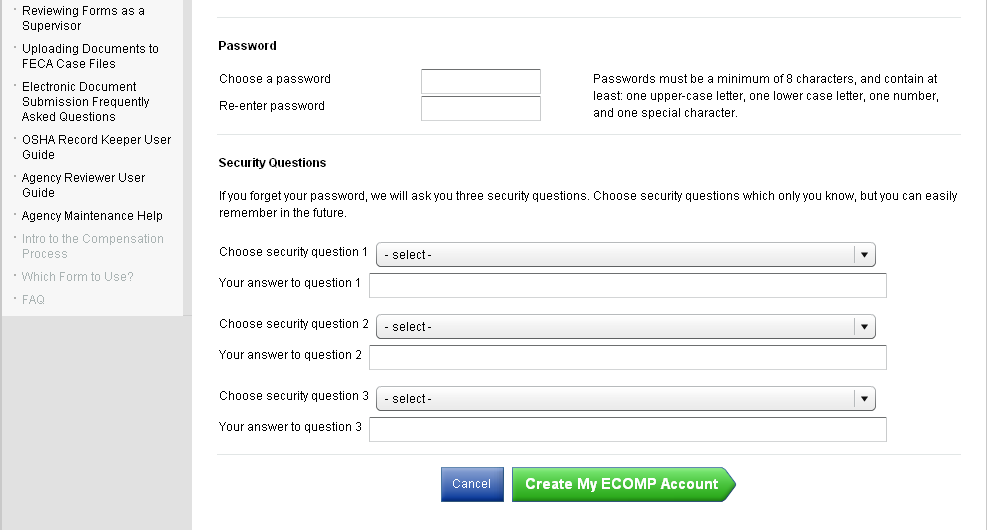 Reviewing Forms as a
Supervisor
Uploading Documents to
FECA Case Files
Electronic Document
Submission Frequently
Asked Questions
OSHA Record Keeper User
Guide
Agency Reviewer User
Guide
Agency Maintenance Help
Intro to the Compensation
Process
Which Form to Use?
FAQ
Password
Choose a password
Re-enter password
Passwords must be a minimum of 8 characters, and contain at
least: one upper-case letter, one lower case letter, one number,
and one special character.
Security Questions
If you forget your password, we will ask you three security questions. Choose security questions which only you know, but you can easily
remember in the future.
Choose security question 1 - select -
Your answer to question 1
Choose security question 2 - select -
Your answer to question 2
Choose security question 3 - select -
Your answer to question 3
Cancel Create My ECOMP Account